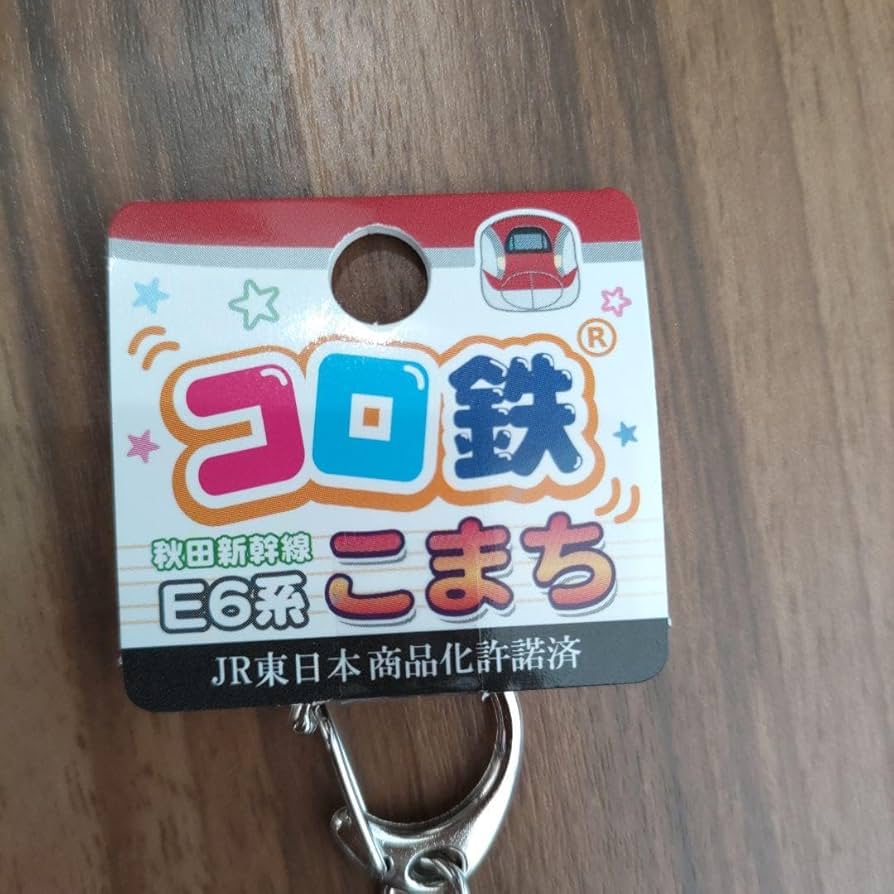 コロ鉄®
秋田新幹線
E6系 こまち
JR東日本 商品化許諾済